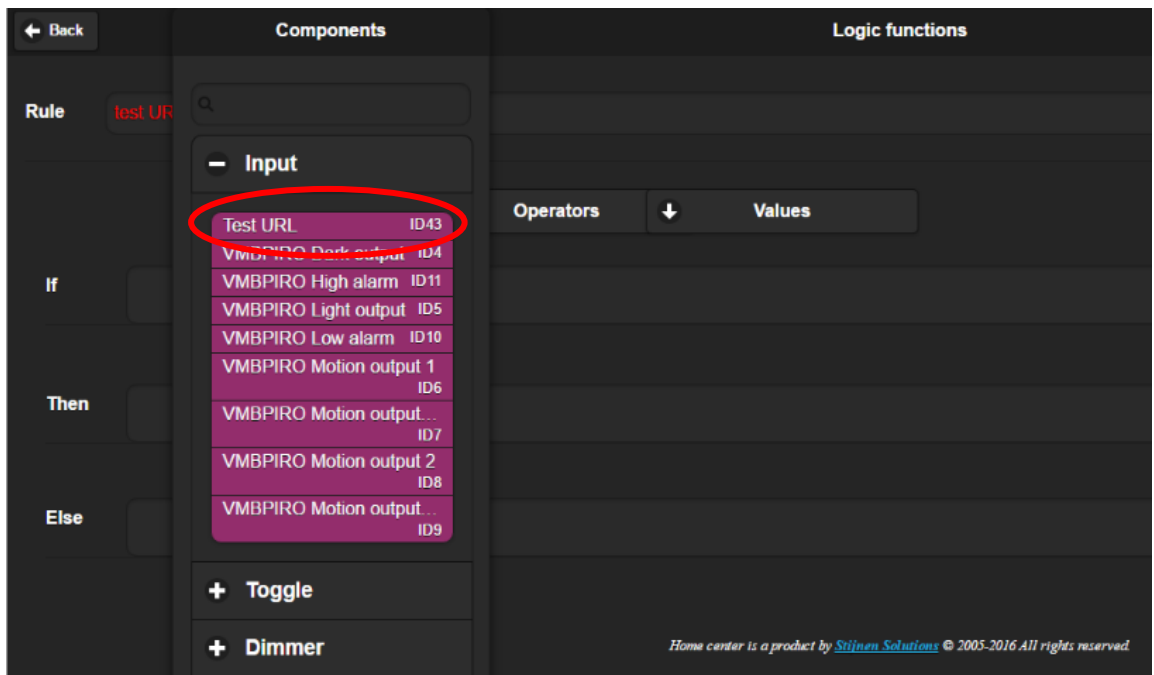 Back
Components
Logic functions
Rule
test UR
Input
Operators
Values
Test URL ID43
VMBPIRO Dark output ID4
VMBPIRO High alarm ID11
VMBPIRO Light output ID5
VMBPIRO Low alarm ID10
VMBPIRO Motion output 1
ID6
VMBPIRO Motion output...
ID7
VMBPIRO Motion output 2
ID8
VMBPIRO Motion output...
ID9
If
Then
Else
Toggle
Dimmer
Home center is a product by Stijnen Solutions © 2005-2016 All rights reserved.